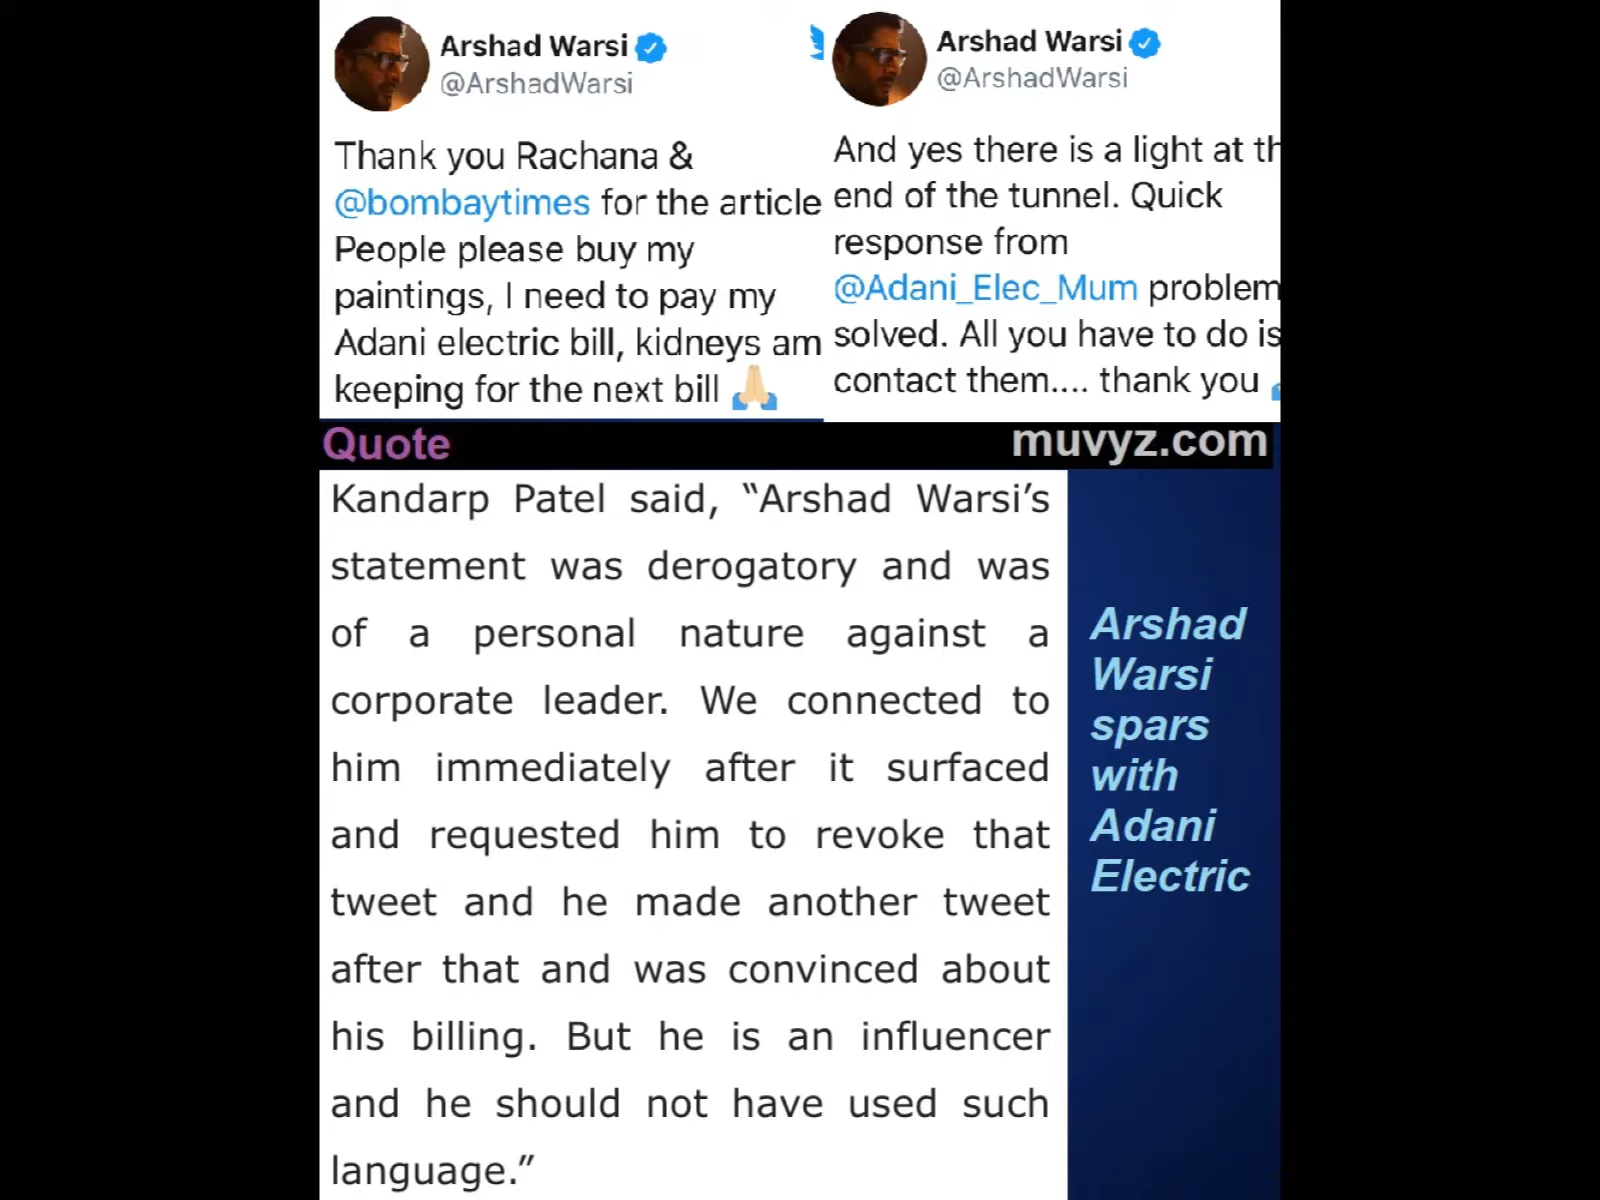 Arshad Warsi
@ArshadWarsi
Thank you Rachana &
@bombaytimes for the article
People please buy my
paintings, I need to pay my
Adani electric bill, kidneys am
keeping for the next bill 🙏
Arshad Warsi
@ArshadWarsi
And yes there is a light at th
end of the tunnel. Quick
response from
@Adani_Elec_Mum problem
solved. All you have to do is
contact them.... thank you
Quote
muvyz.com
Kandarp Patel said, “Arshad Warsi’s
statement was derogatory and was
of a personal nature against a
corporate leader. We connected to
him immediately after it surfaced
and requested him to revoke that
tweet and he made another tweet
after that and was convinced about
his billing. But he is an influencer
and he should not have used such
language.”
Arshad
Warsi
spars
with
Adani
Electric